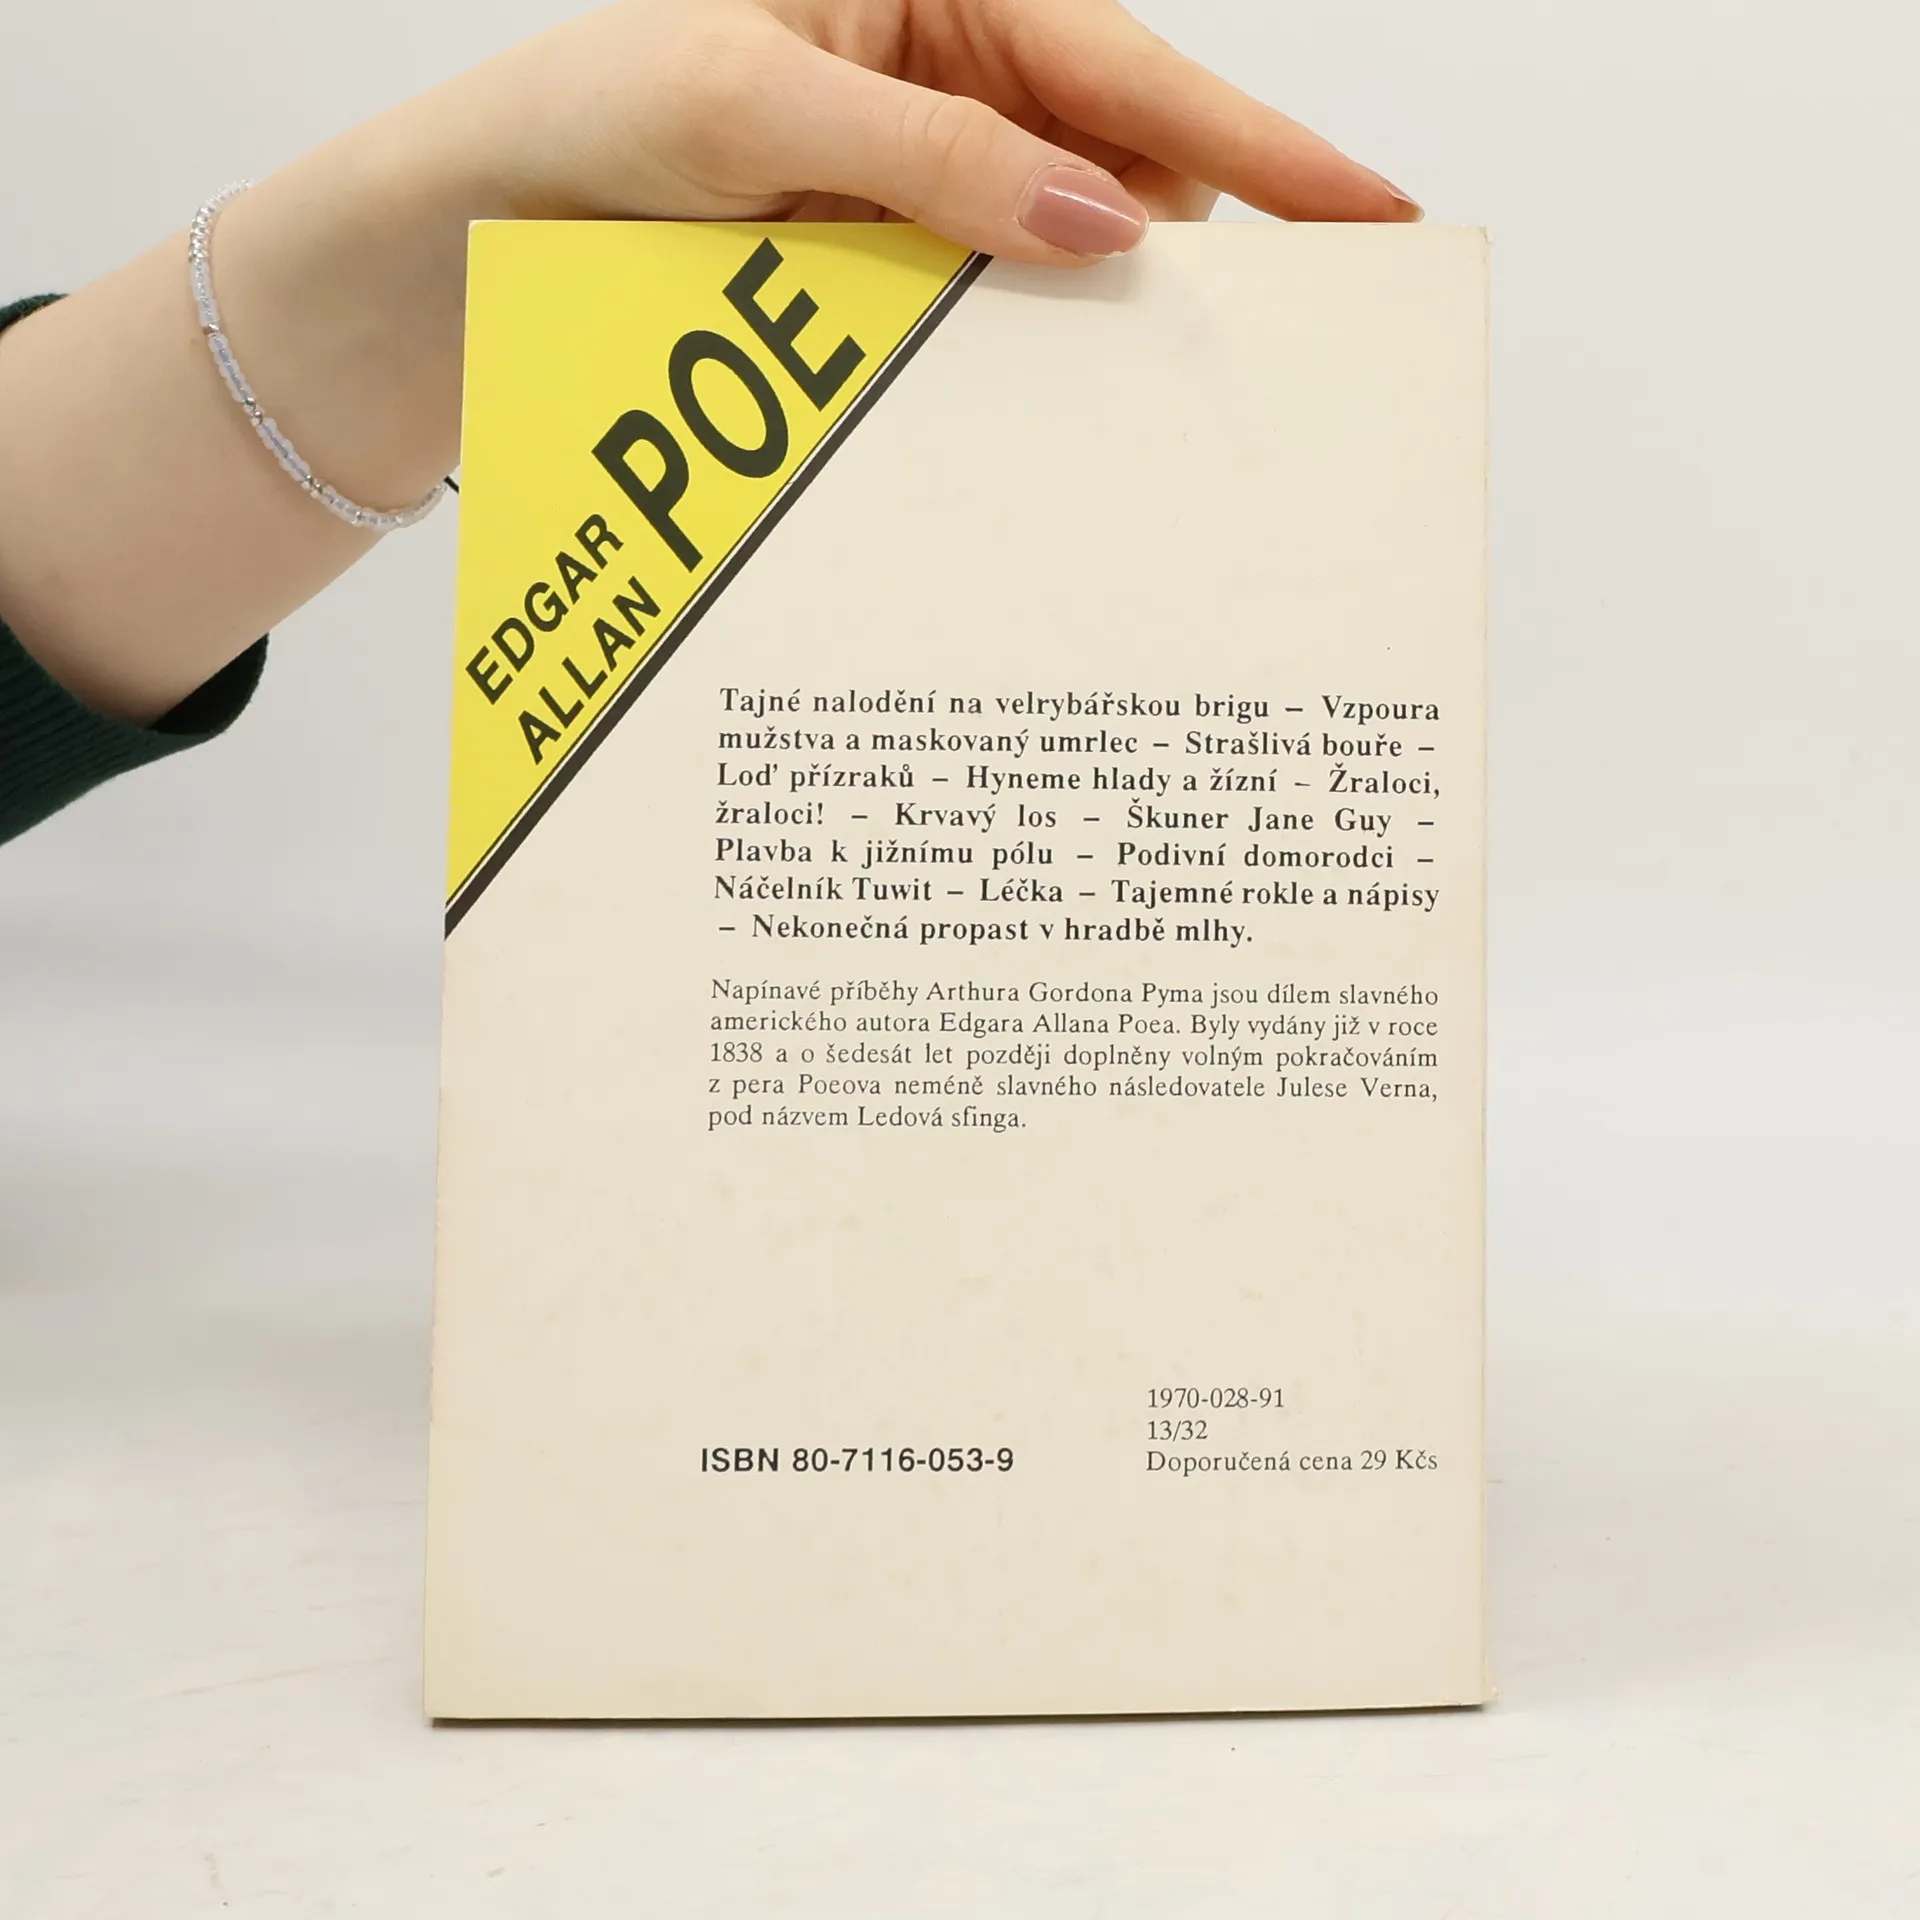 EDGAR
ALLAN
POE
Tajné nalodění na velrybářskou brigu – Vzpoura
mužstva a maskovaný umrlec – Strašlivá bouře –
Loď přízraků – Hyneme hlady a žízní – Žraloci,
žraloci! – Krvavý los – Škuner Jane Guy –
Plavba k jižnímu pólu – Podivní domorodci –
Náčelník Tuwit – Léčka – Tajemné rokle a nápisy
– Nekonečná propast v hradbě mlhy.
Napínavé příběhy Arthura Gordona Pyma jsou dílem slavného
amerického autora Edgara Allana Poea. Byly vydány již v roce
1838 a o šedesát let později doplněny volným pokračováním
z pera Poeova neméně slavného následovatele Julese Verna,
pod názvem Ledová sfinga.
1970-028-91
13/32
ISBN 80-7116-053-9
Doporučená cena 29 Kčs